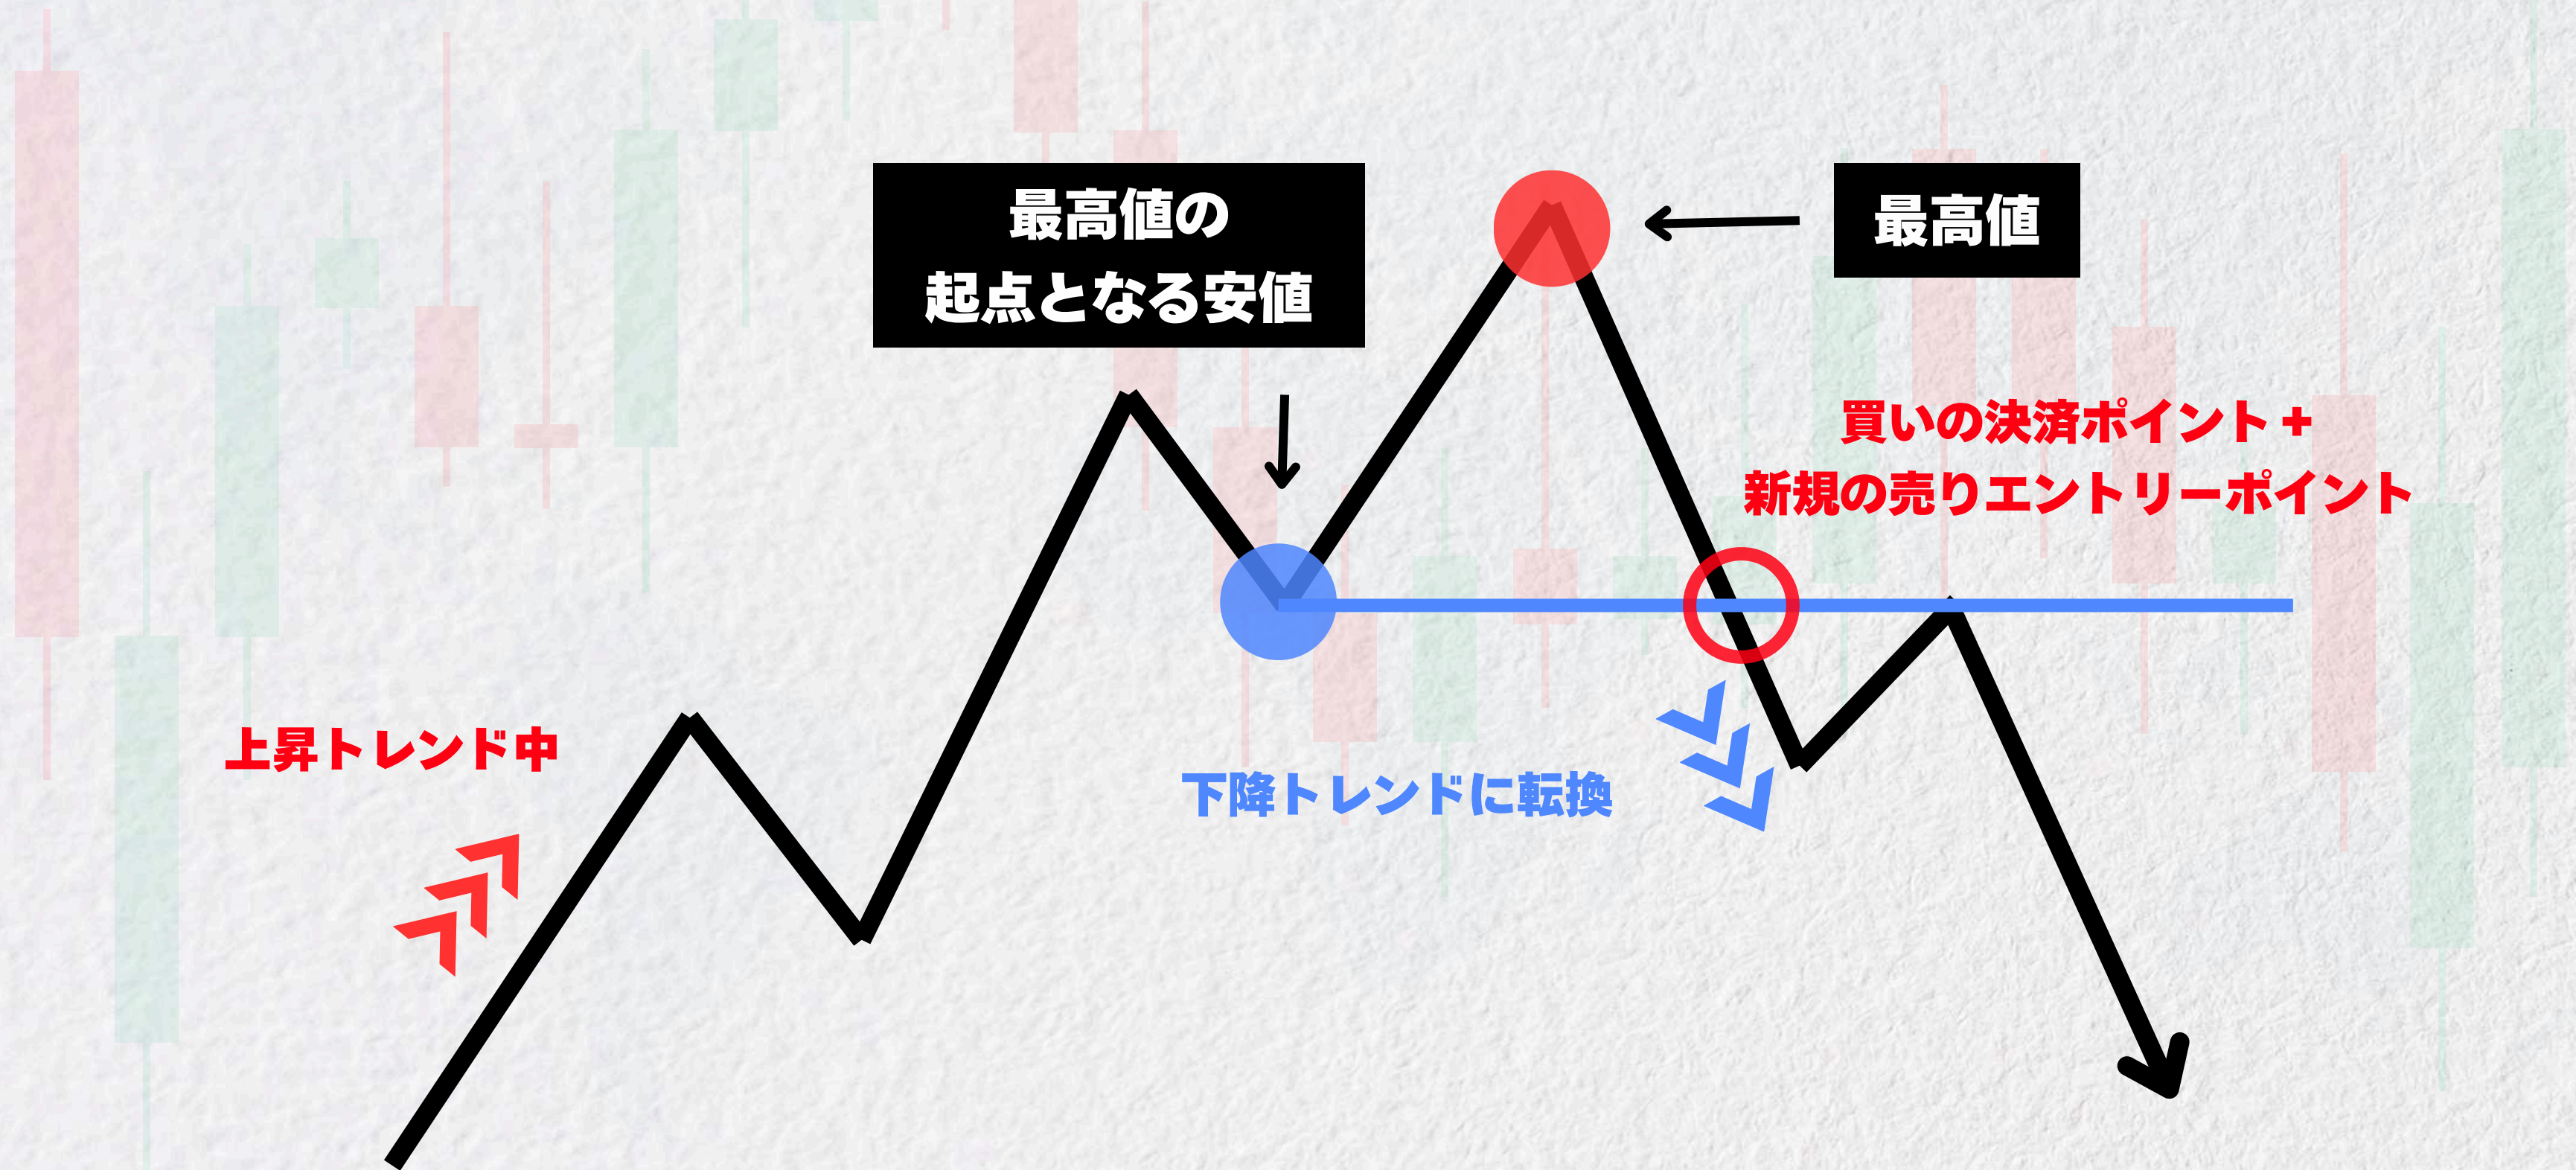 最高値の
起点となる安値
最高値
買いの決済ポイント +
新規の売りエントリーポイント
上昇トレンド中
下降トレンドに転換